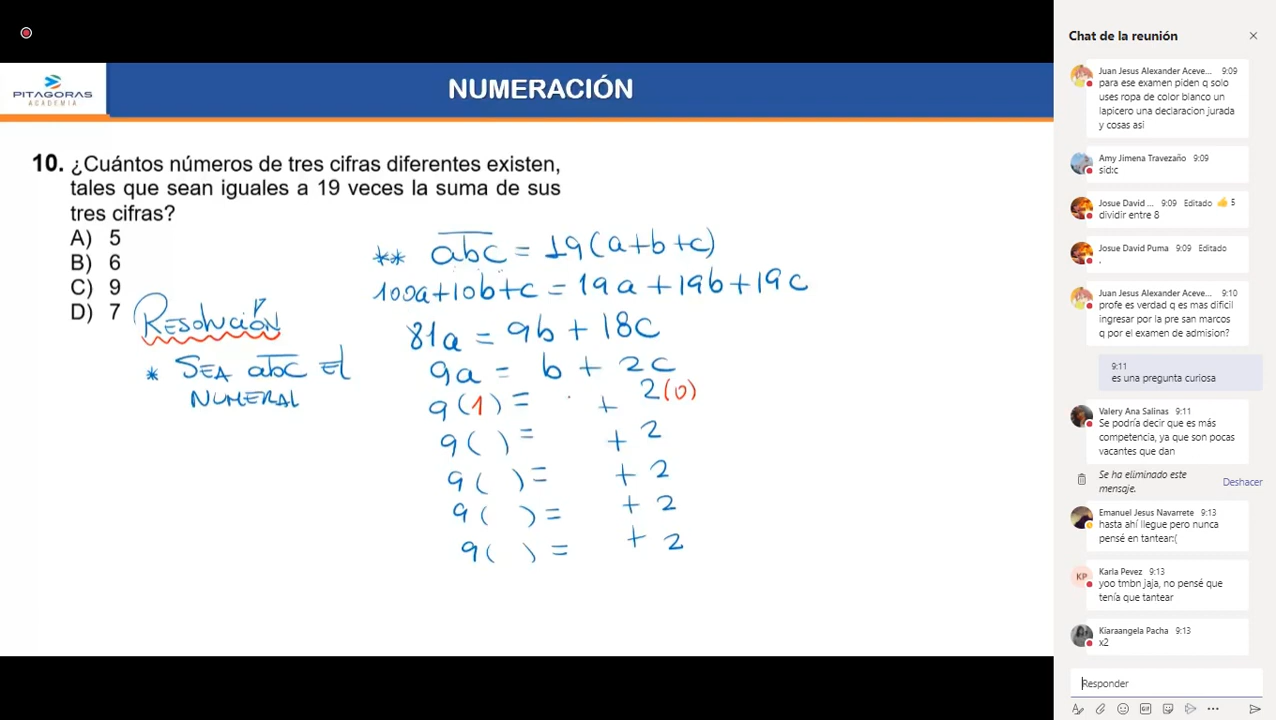 PITAGORAS
ACADEMIA
NUMERACIÓN
10. ¿Cuántos números de tres cifras diferentes existen,
tales que sean iguales a 19 veces la suma de sus
tres cifras?
A) 5
B) 6
C) 9
D) 7
RESOLUCIÓN
* SEA abc El
NUMERAL
** abc = 19(a+b+c)
100a+10b+c = 19a+19b+19c
81a = 9b + 18c
9a = b + 2c
9(1) = + 2(0)
9( ) = + 2
9( ) = + 2
9( ) = + 2
9( ) = + 2
Chat de la reunión
Juan Jesus Alexander Aceve... 9:09
para ese examen piden q solo
uses ropa de color blanco un
lapicero una declaracion jurada
y cosas asi
Amy Jimena Travezaño 9:09
sid:c
Josue David ... 9:09 Editado 👍 5
dividir entre 8
Josue David Puma 9:09 Editado
.
Juan Jesus Alexander Aceve... 9:10
profe es verdad q es mas dificil
ingresar por la pre san marcos
q por el examen de admision?
9:11
es una pregunta curiosa
Valery Ana Salinas 9:11
Se podría decir que es más
competencia, ya que son pocas
vacantes que dan
Se ha eliminado este
mensaje. Deshacer
Emanuel Jesus Navarrete 9:13
hasta ahí llegue pero nunca
pensé en tantear:(
KP
Karla Pevez 9:13
yoo tmbn jaja, no pensé que
tenía que tantear
Kiaraangela Pacha 9:13
x2
Responder
GIF